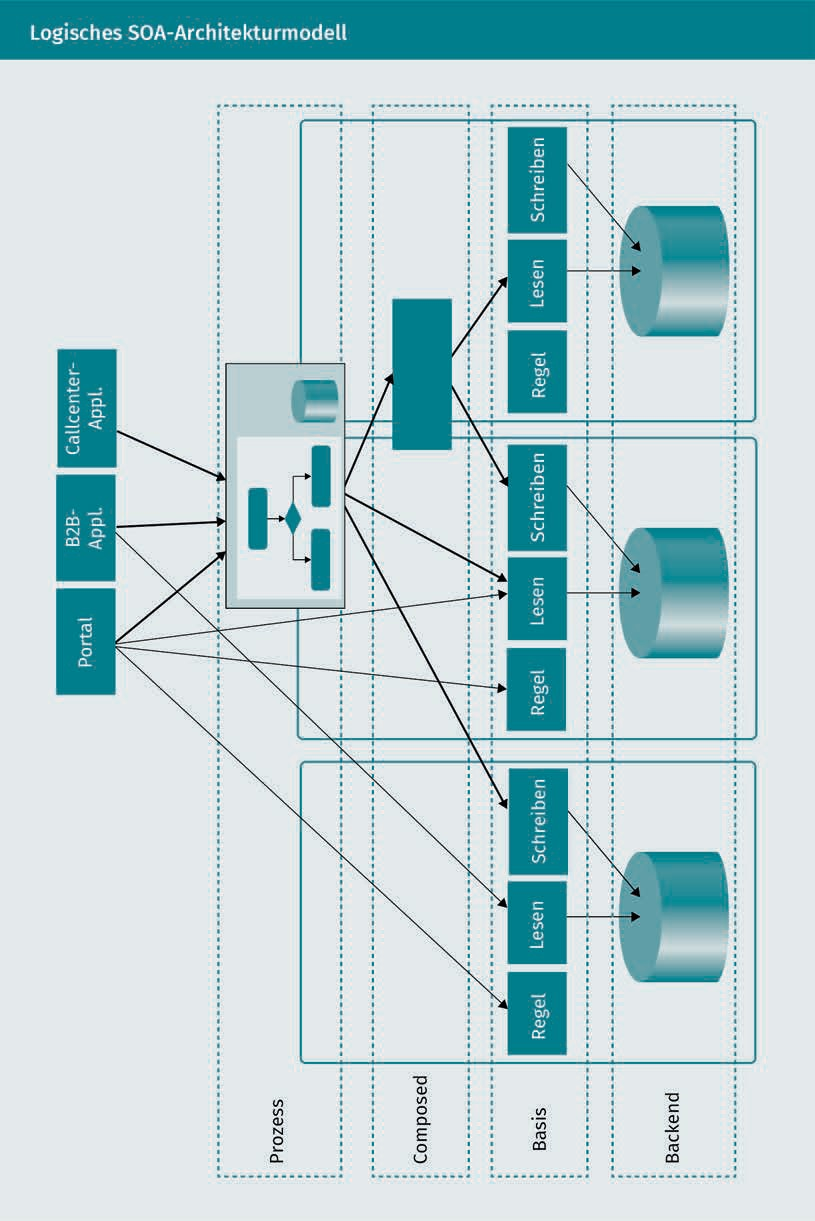 Logisches SOA-Architekturmodell
Portal
B2B-
Appl.
Callcenter-
Appl.
Prozess
Composed
Basis
Regel
Lesen
Schreiben
Regel
Lesen
Schreiben
Regel
Lesen
Schreiben
Backend